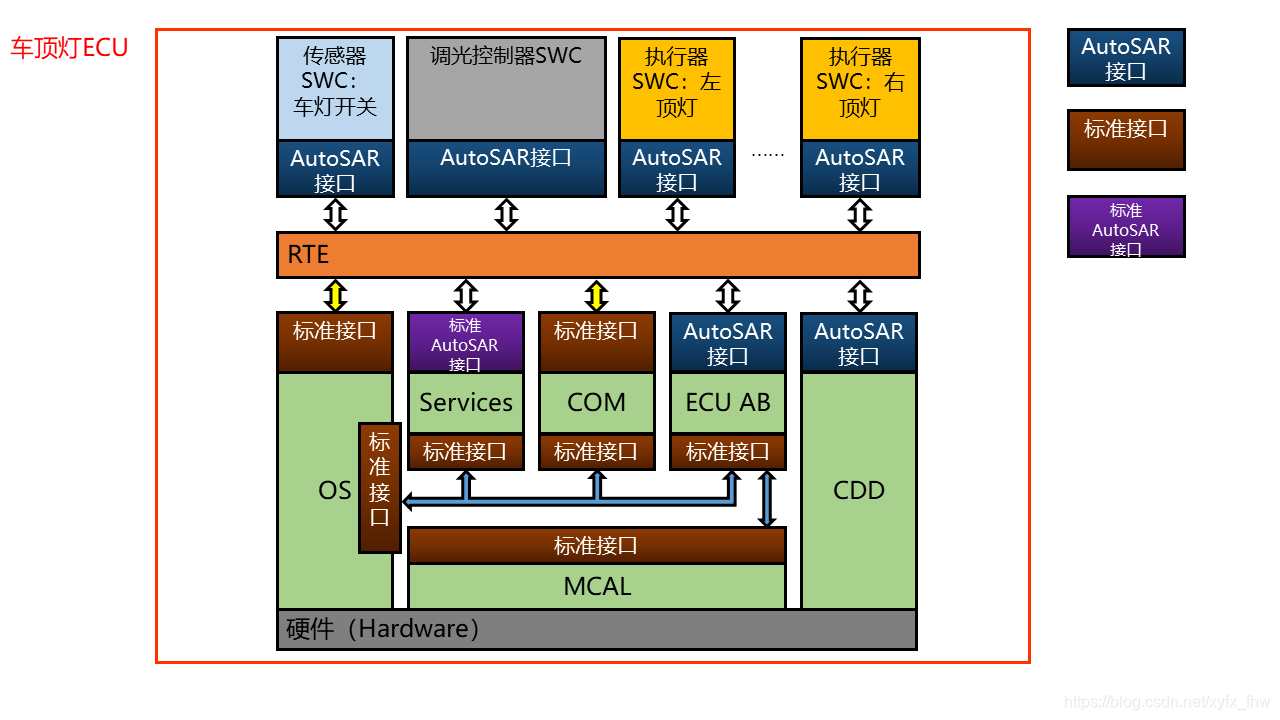 车顶灯ECU
传感器
SWC：
车灯开关
调光控制器SWC
执行器
SWC：左
顶灯
执行器
SWC：右
顶灯
AutoSAR
接口
AutoSAR接口
AutoSAR
接口
……
AutoSAR
接口
RTE
标准接口
标准
AutoSAR
接口
标准接口
AutoSAR
接口
AutoSAR
接口
Services
COM
ECU AB
标准接口
标准接口
标准接口
OS
标
准
接
口
CDD
标准接口
MCAL
硬件（Hardware）
AutoSAR
接口
标准接口
标准
AutoSAR
接口
https://blog.csdn.net/xyfx_fhw